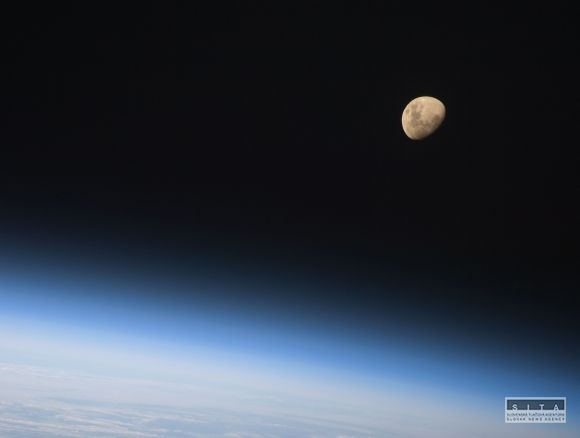 SITA
SLOVENSKÁ TLAČOVÁ AGENTÚRA
SLOVAK NEWS AGENCY